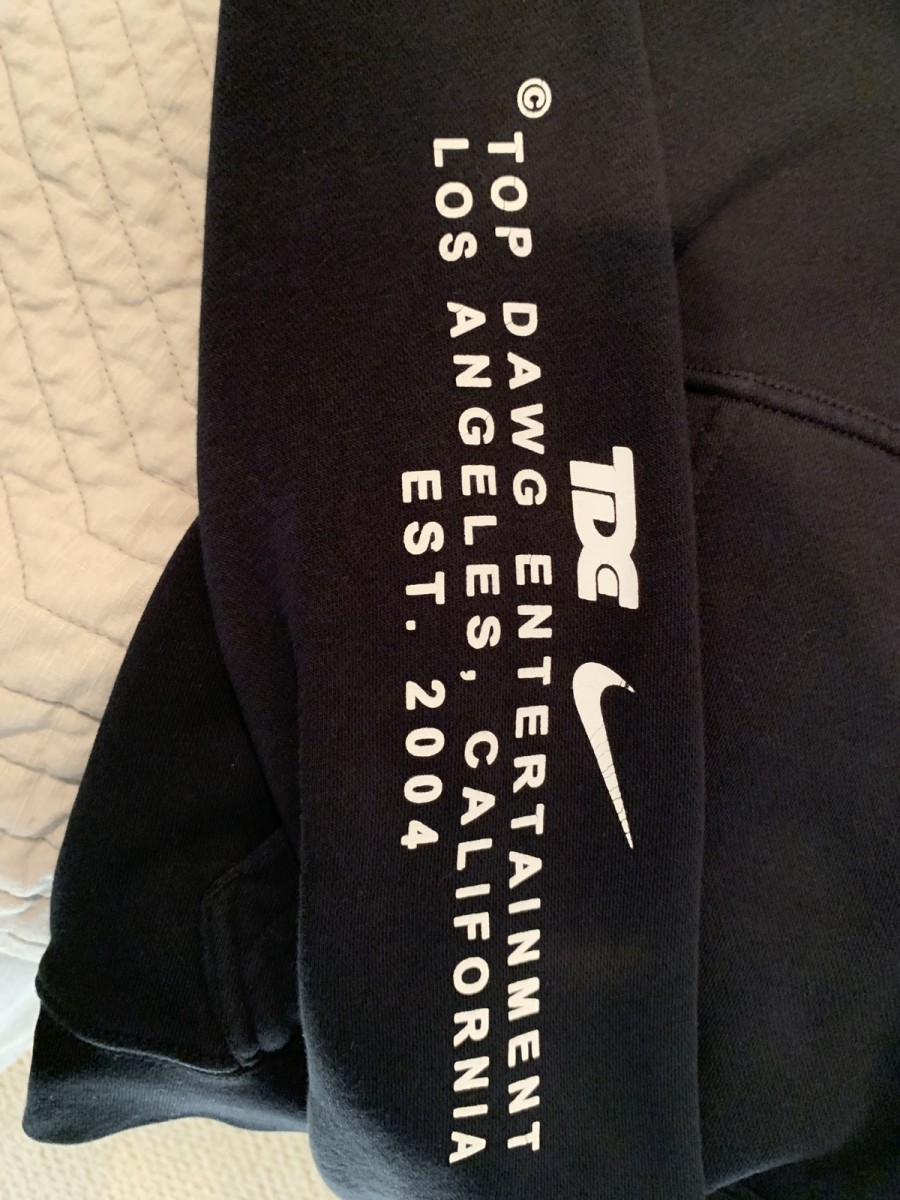 TDE
© TOP DAWG ENTERTAINMENT
LOS ANGELES, CALIFORNIA
EST. 2004